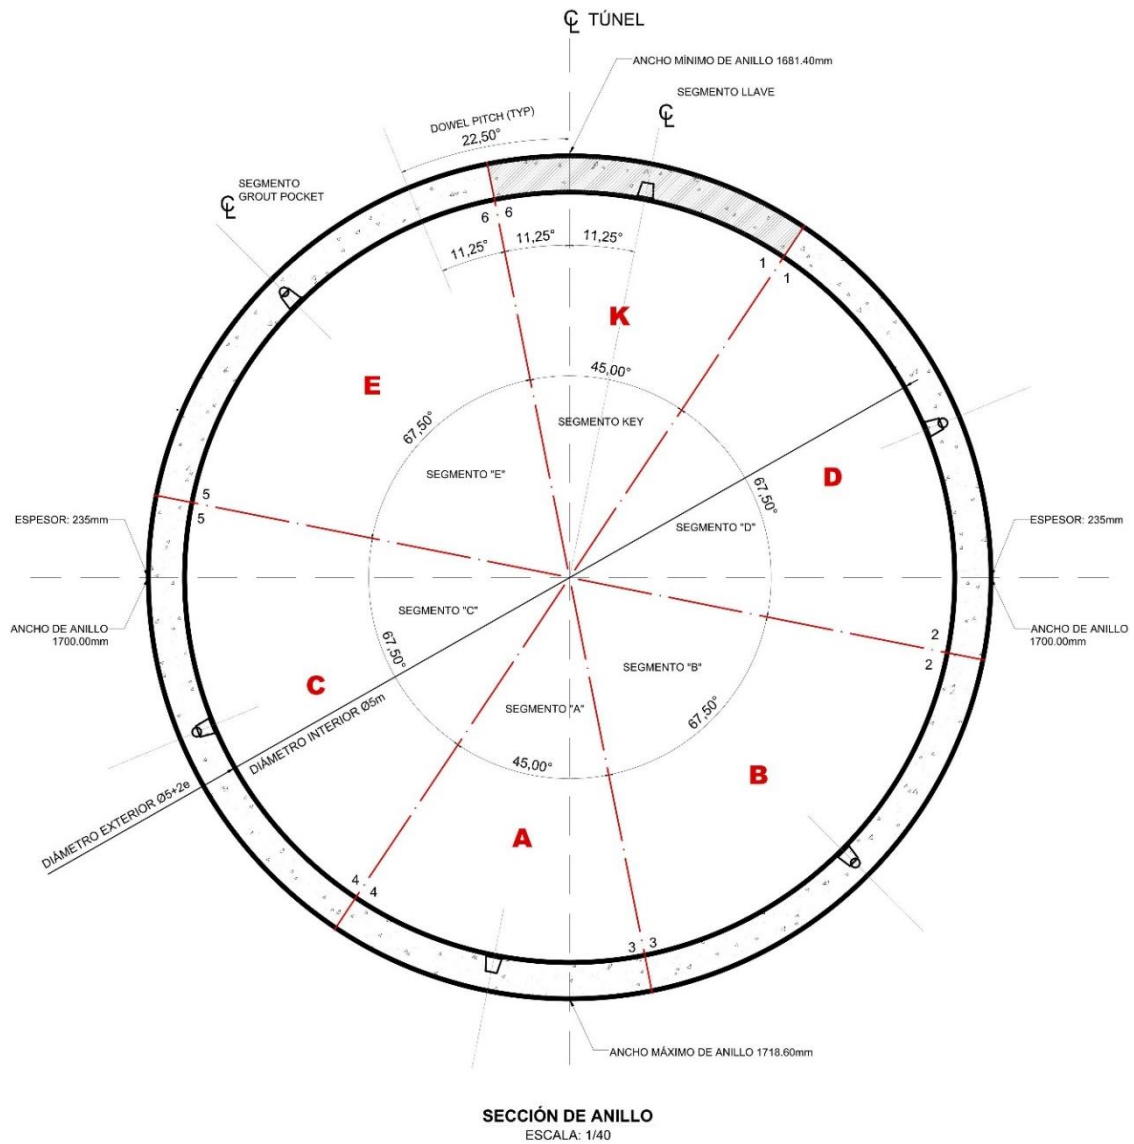 ℄ TÚNEL
ANCHO MÍNIMO DE ANILLO 1681.40mm
SEGMENTO LLAVE
℄
DOWEL PITCH (TYP)
22,50°
SEGMENTO
GROUT POCKET
℄
6 6
11,25° 11,25° 11,25°
1 1
K
45,00°
E
SEGMENTO KEY
67,50°
D
SEGMENTO "E"
67,50°
5
5
ESPESOR: 235mm
SEGMENTO "D"
ESPESOR: 235mm
SEGMENTO "C"
ANCHO DE ANILLO
1700.00mm
2
2
ANCHO DE ANILLO
1700.00mm
67,50°
SEGMENTO "B"
C
SEGMENTO "A"
67,50°
DIÁMETRO INTERIOR Ø5m
45,00°
B
DIÁMETRO EXTERIOR Ø5+2e
A
4 4
3 3
ANCHO MÁXIMO DE ANILLO 1718.60mm
SECCIÓN DE ANILLO
ESCALA: 1/40